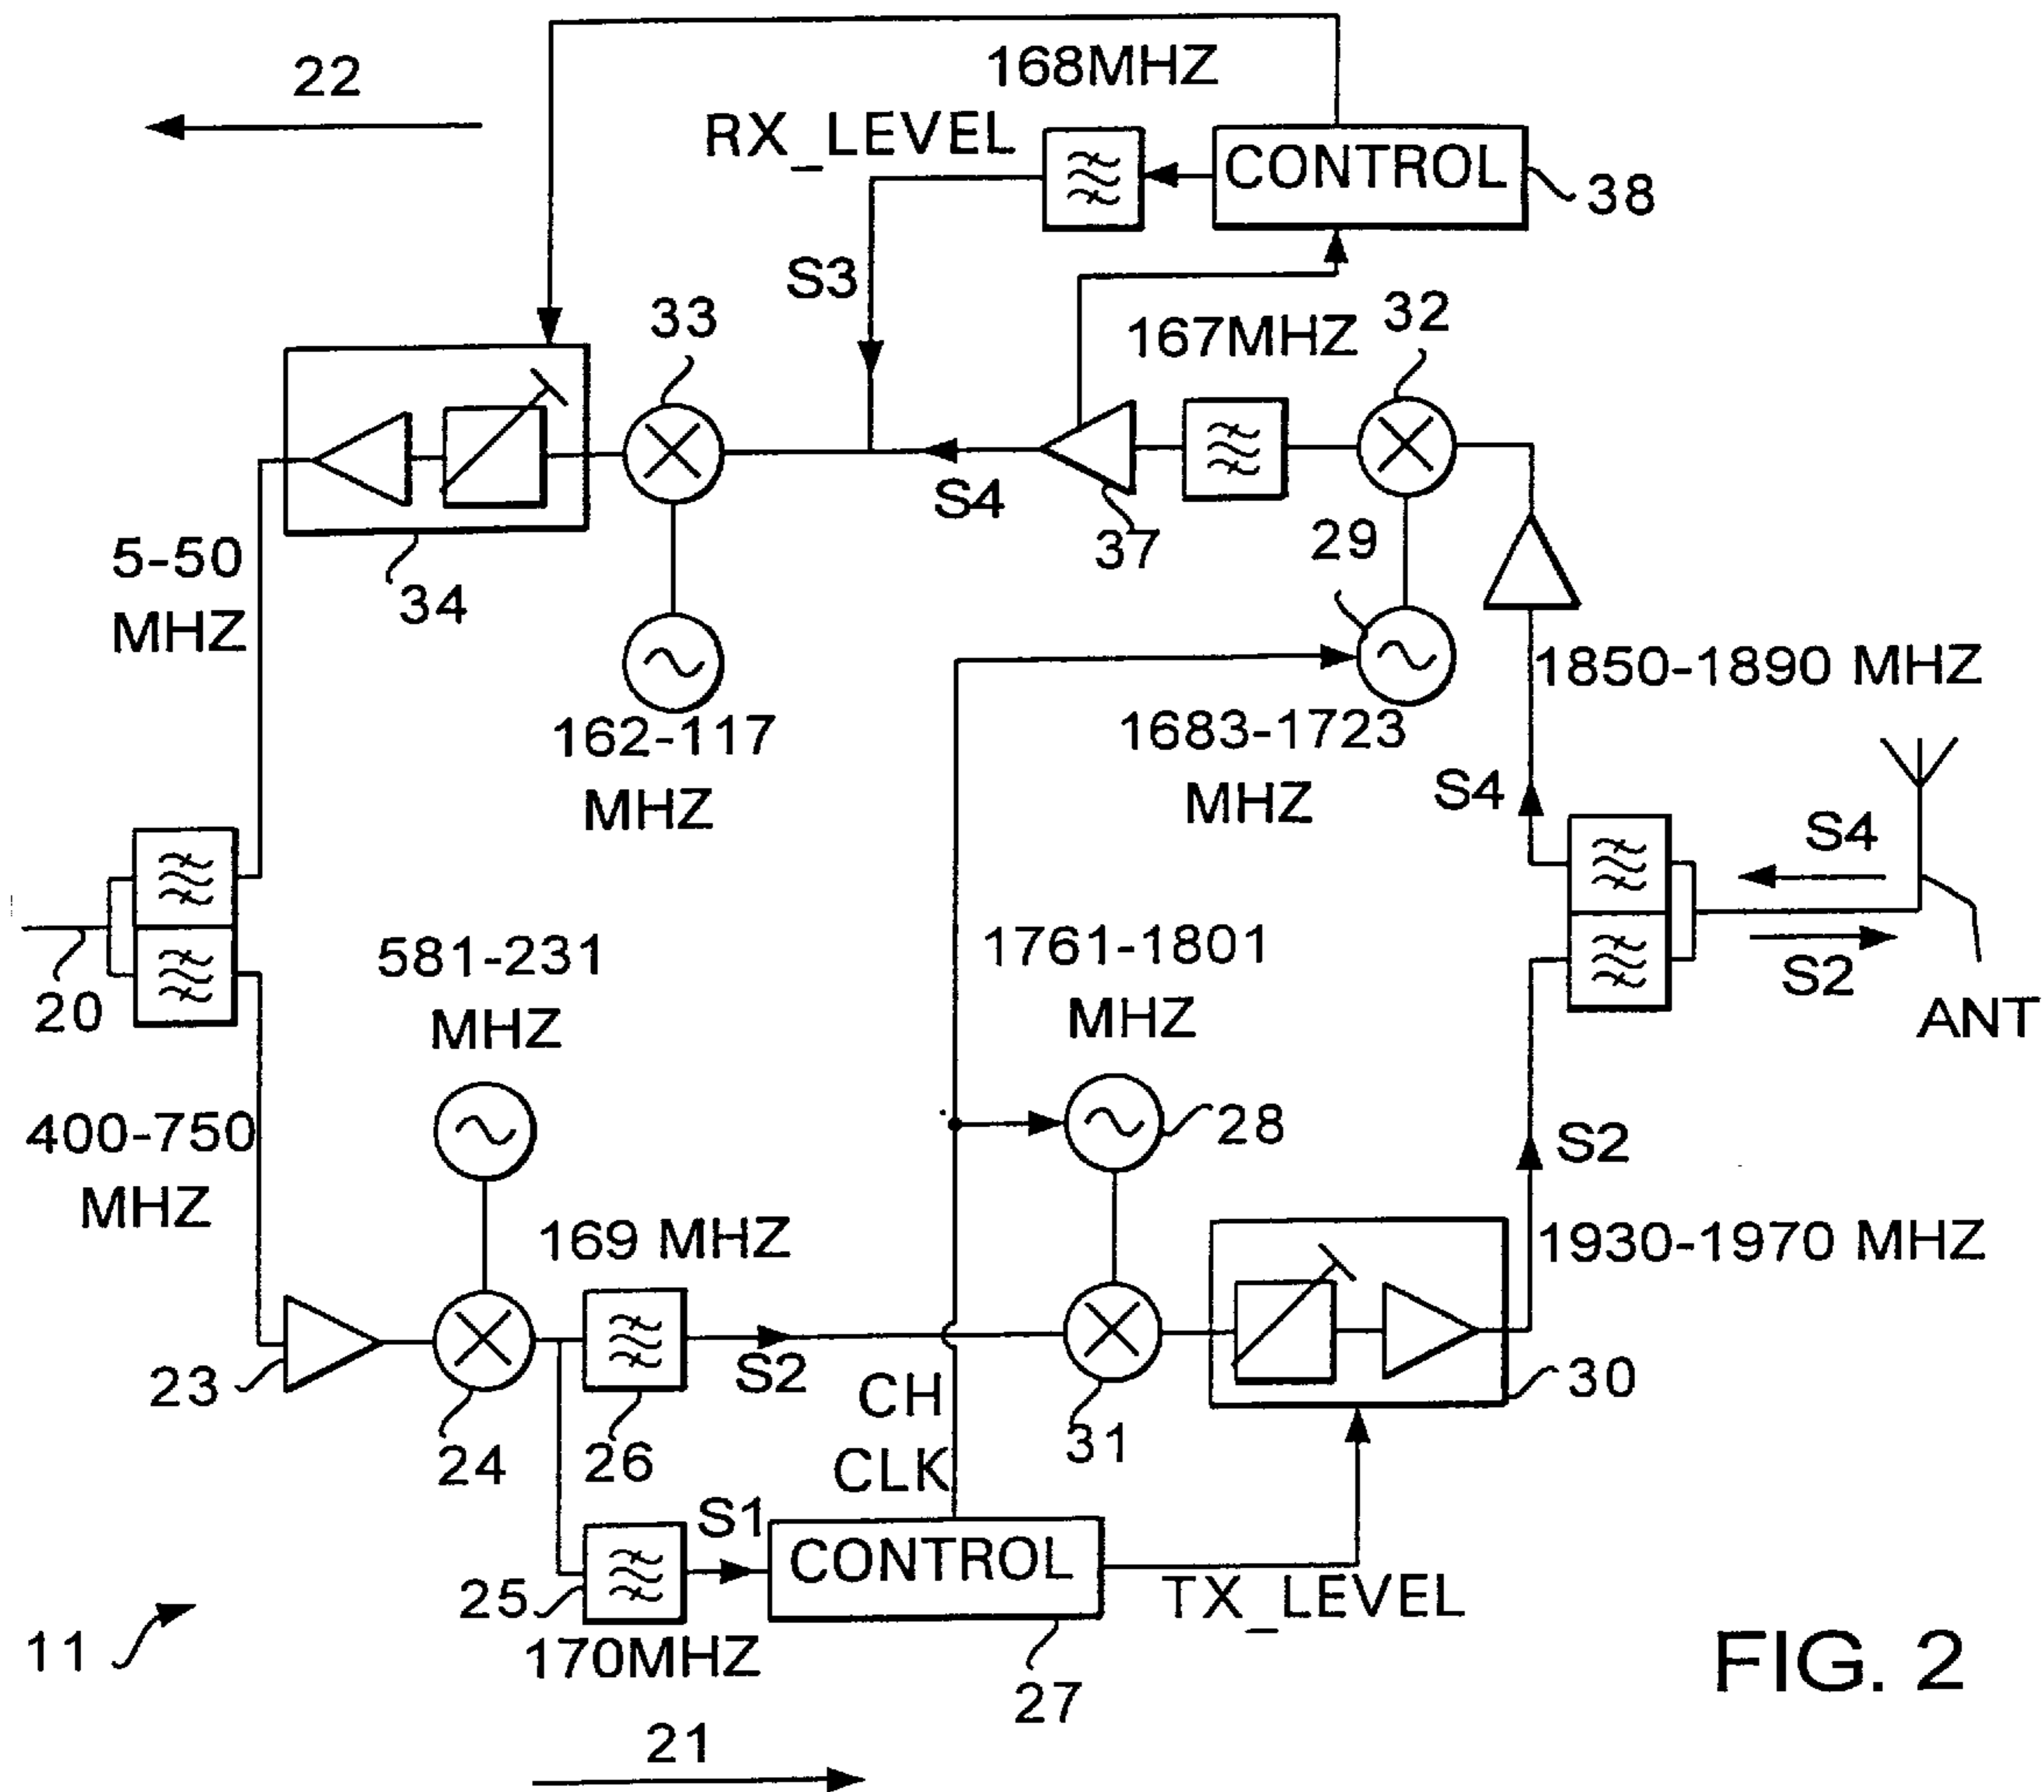 22
168MHZ
RX_LEVEL
CONTROL
38
S3
33
167MHZ
32
S4
37
29
5-50
MHZ
34
1850-1890 MHZ
162-117
MHZ
1683-1723
MHZ
S4
S4
20
581-231
MHZ
1761-1801
MHZ
S2
ANT
400-750
MHZ
28
S2
169 MHZ
1930-1970 MHZ
23
24
26
S2
CH
CLK
31
30
S1
CONTROL
25
170MHZ
TX_LEVEL
11
27
FIG. 2
21